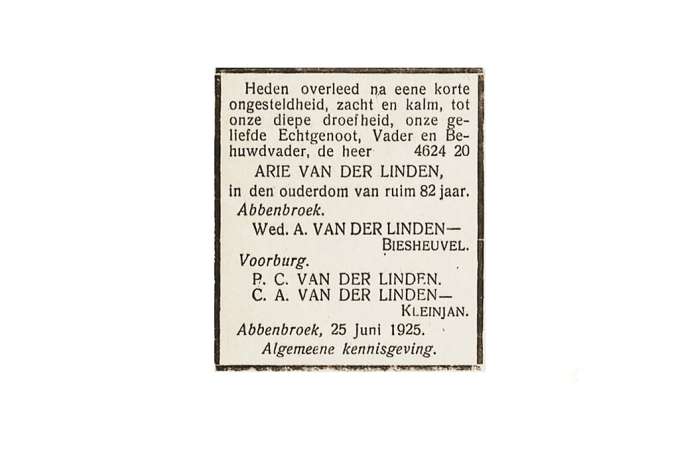 Heden overleed na eene korte
ongesteldheid, zacht en kalm, tot
onze diepe droefheid, onze ge-
liefde Echtgenoot, Vader en Be-
huwdvader, de heer 4624 20
ARIE VAN DER LINDEN,
in den ouderdom van ruim 82 jaar.
Abbenbroek.
Wed. A. VAN DER LINDEN—
BIESHEUVEL.
Voorburg.
P. C. VAN DER LINDEN.
C. A. VAN DER LINDEN—
KLEINJAN.
Abbenbroek, 25 Juni 1925.
Algemeene kennisgeving.